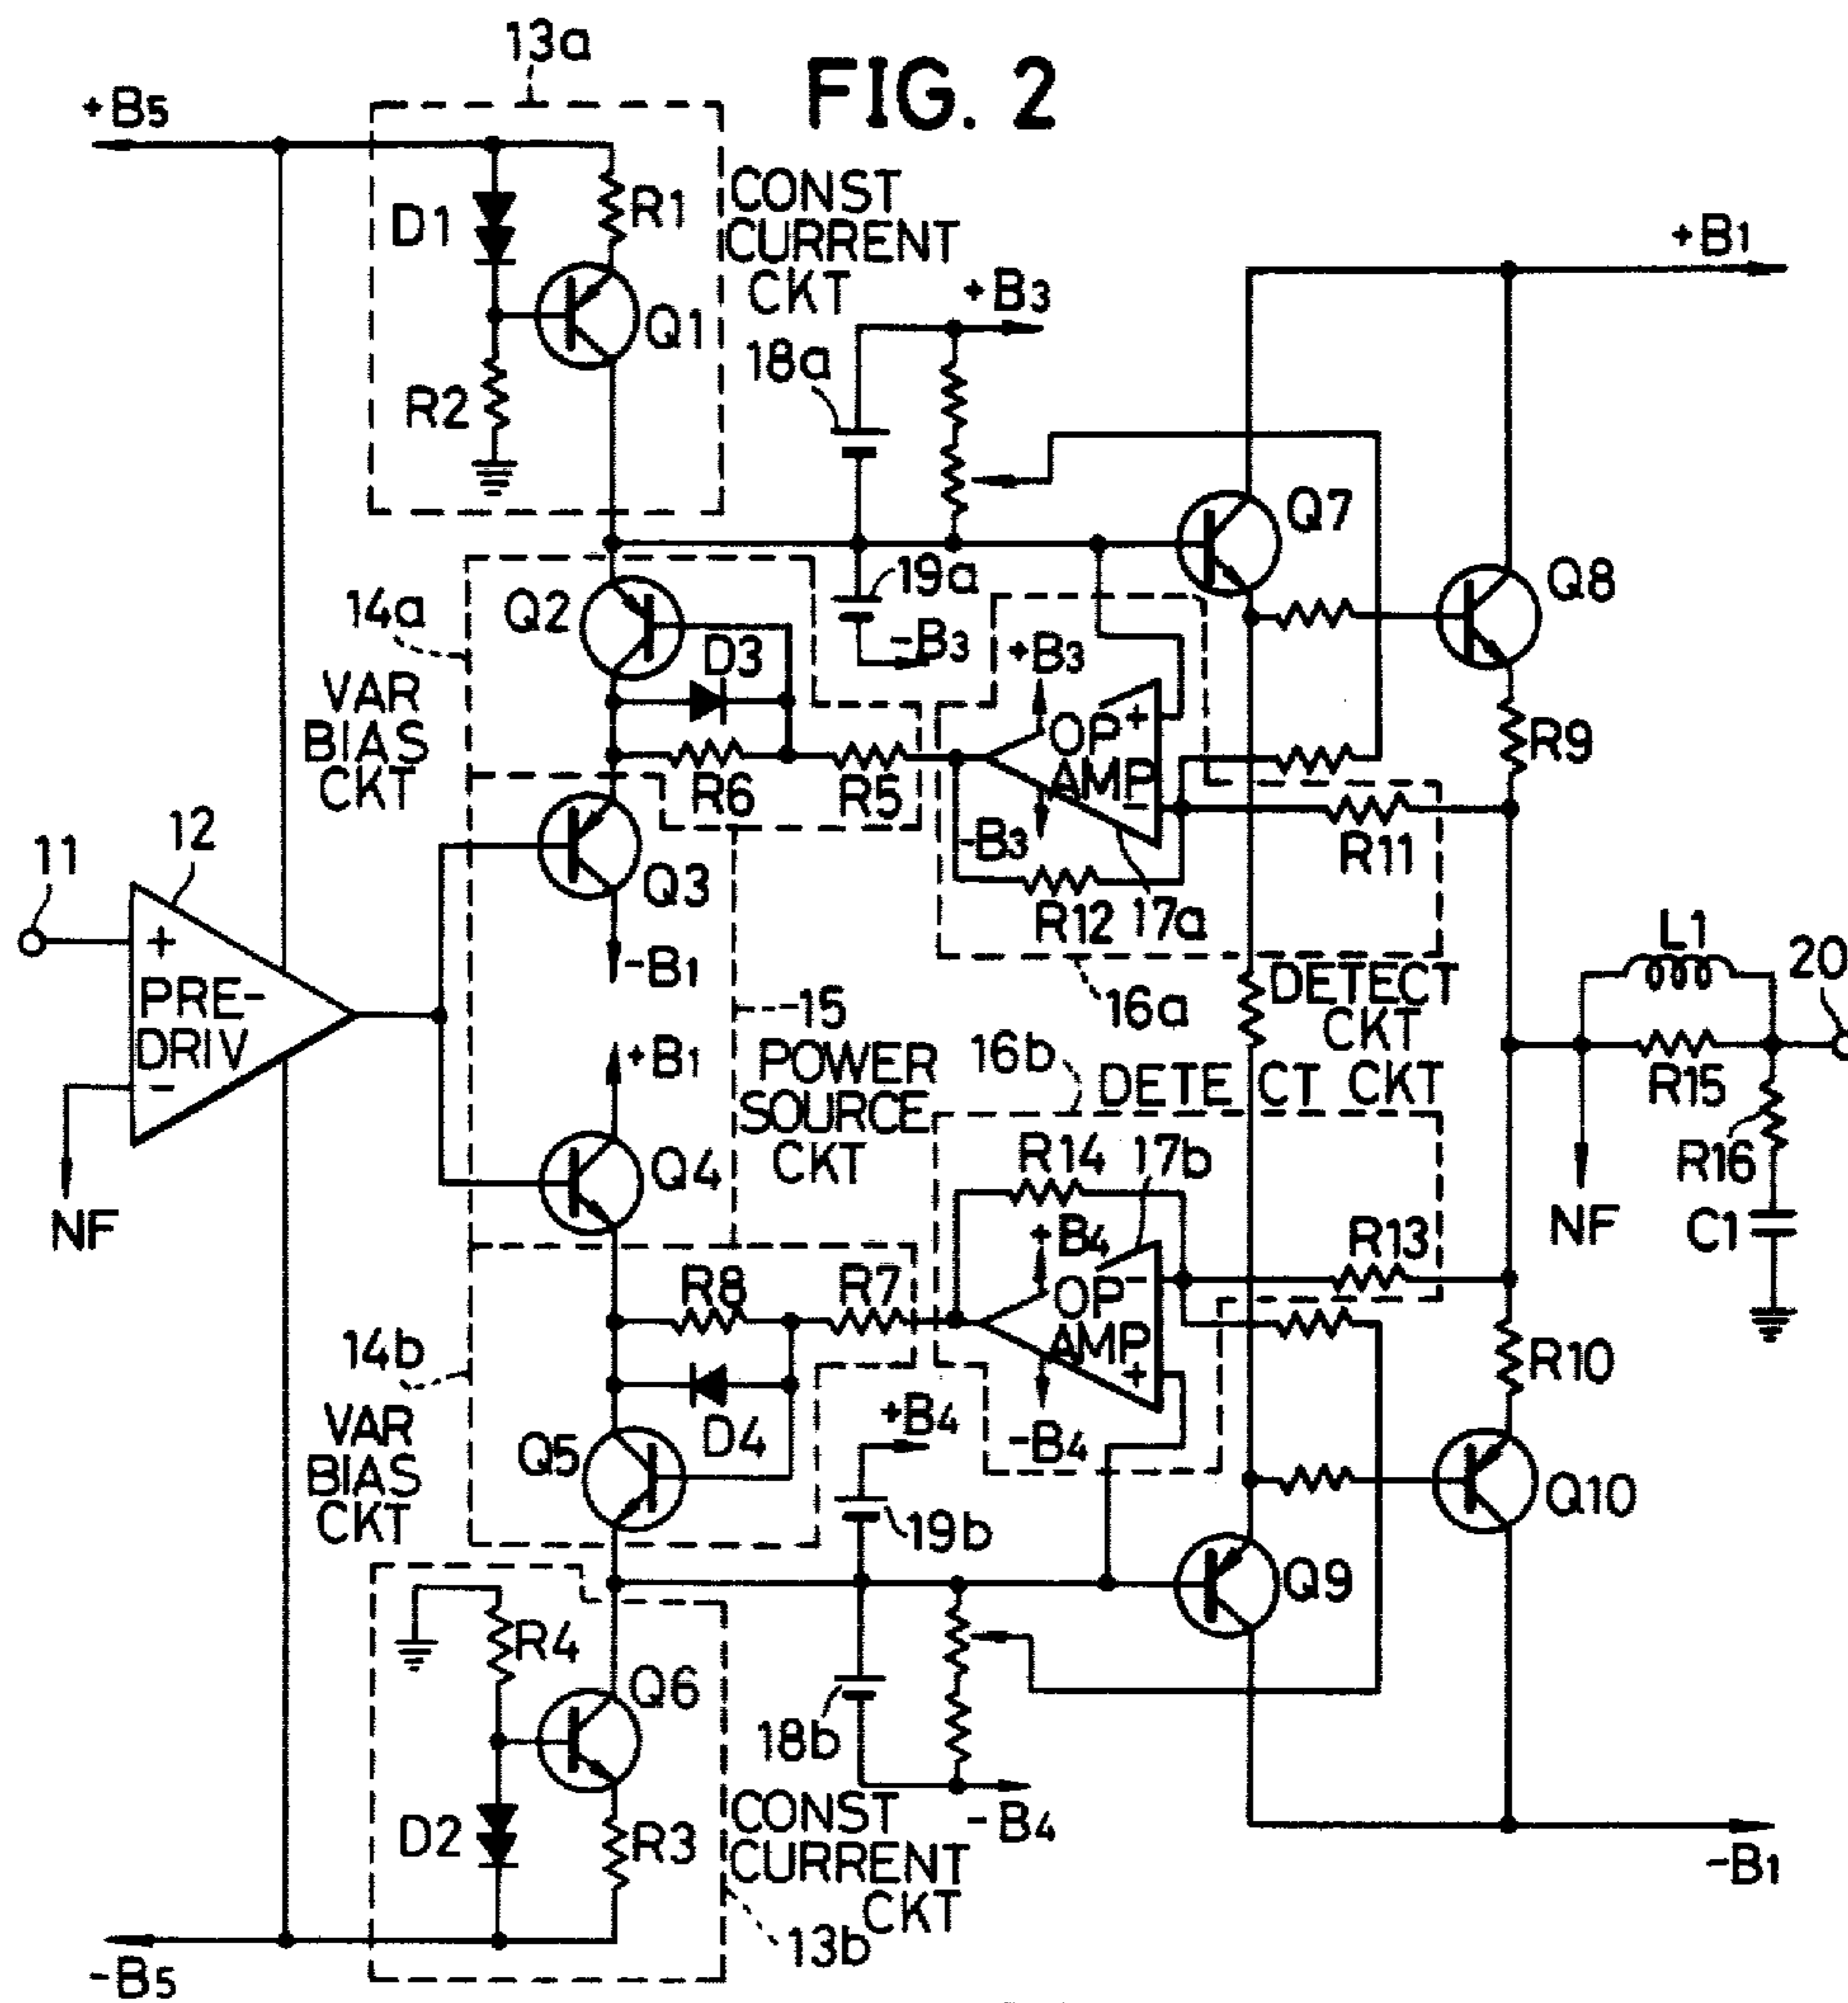 FIG. 2
13a
+B5
CONST
CURRENT
CKT
D1
R1
Q1
R2
+B1
+B3
18a
Q7
Q8
14a
Q2
19a
-B3
D3
+B3
VAR
BIAS
CKT
OP
AMP
+
-
R9
R6
R5
-B3
R11
11
12
Q3
R12
17a
-B1
+
PRE-
DRIV
-
NF
15
16a
DETECT
CKT
L1
20
+B1
POWER
SOURCE
CKT
16b
DETECT CKT
R15
R16
Q4
R14
17b
NF
C1
+B4
R13
R8
R7
OP
AMP
-
+
14b
R10
VAR
BIAS
CKT
Q5
D4
+B4
-B4
19b
Q10
Q9
R4
Q6
18b
D2
R3
CONST
CURRENT
CKT
-B4
-B1
13b
-B5